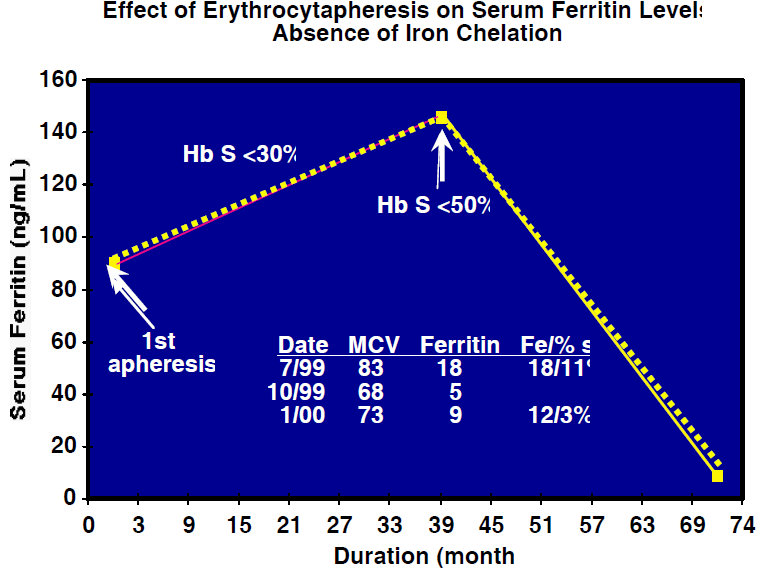 Effect of Erythrocytapheresis on Serum Ferritin Levels
Absence of Iron Chelation
160
140
120
100
80
60
40
20
0
Serum Ferritin (ng/mL)
Hb S <30%
Hb S <50%
1st
apheresis
Date MCV Ferritin Fe/% s
7/99 83 18 18/11%
10/99 68 5
1/00 73 9 12/3%
0 3 9 15 21 27 33 39 45 51 57 63 69 74
Duration (month